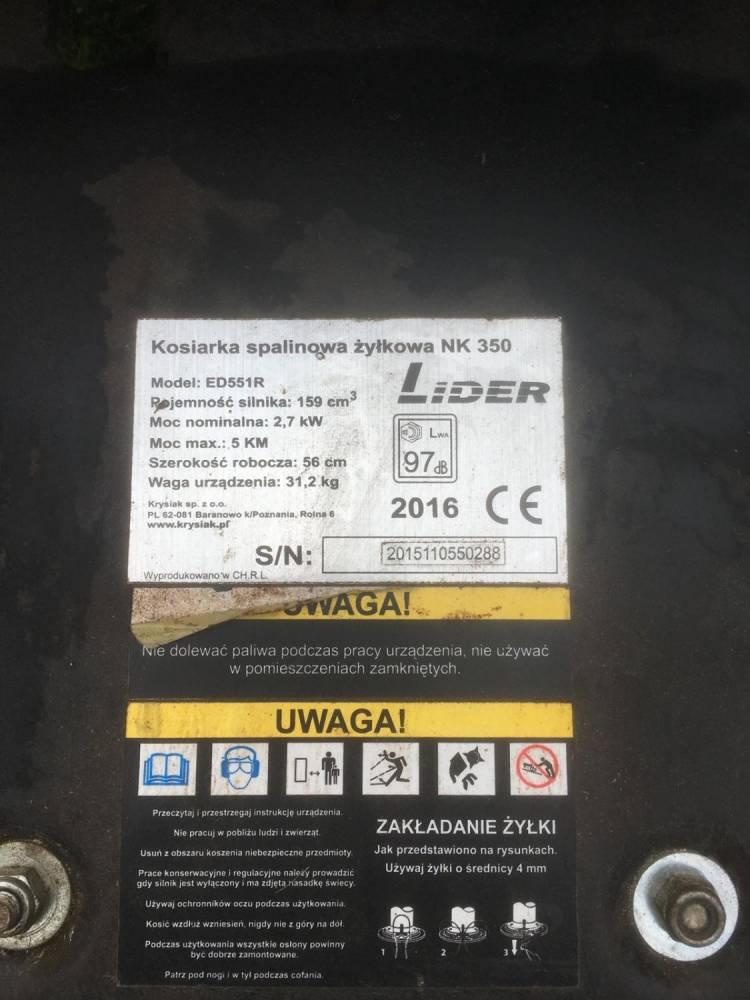 Kosiarka spalinowa żyłkowa NK 350
LIDER
Model: ED551R
Pojemność silnika: 159 cm³
Moc nominalna: 2,7 kW
Moc max.: 5 KM
Szerokość robocza: 56 cm
Waga urządzenia: 31,2 kg
LWA
97dB
Krysiak sp. z o.o.
PL 62-081 Baranowo k/Poznania, Rolna 6
www.krysiak.pl
2016 CE
S/N: 2015110550288
Wyprodukowano w CH.R.L.
UWAGA!
Nie dolewać paliwa podczas pracy urządzenia, nie używać
w pomieszczeniach zamkniętych.
UWAGA!
Przeczytaj i przestrzegaj instrukcję urządzenia.
Nie pracuj w pobliżu ludzi i zwierząt.
Usuń z obszaru koszenia niebezpieczne przedmioty.
Prace konserwacyjne i regulacyjne należy prowadzić
gdy silnik jest wyłączony i ma zdjętą nasadkę świecy.
Używaj ochronników oczu podczas użytkowania.
Kosić wzdłuż wzniesień, nigdy nie z góry na dół.
Podczas użytkowania wszystkie osłony powinny
być dobrze zamontowane.
Patrz pod nogi i w tył podczas cofania.
ZAKŁADANIE ŻYŁKI
Jak przedstawiono na rysunkach.
Używaj żyłki o średnicy 4 mm
1 2 3